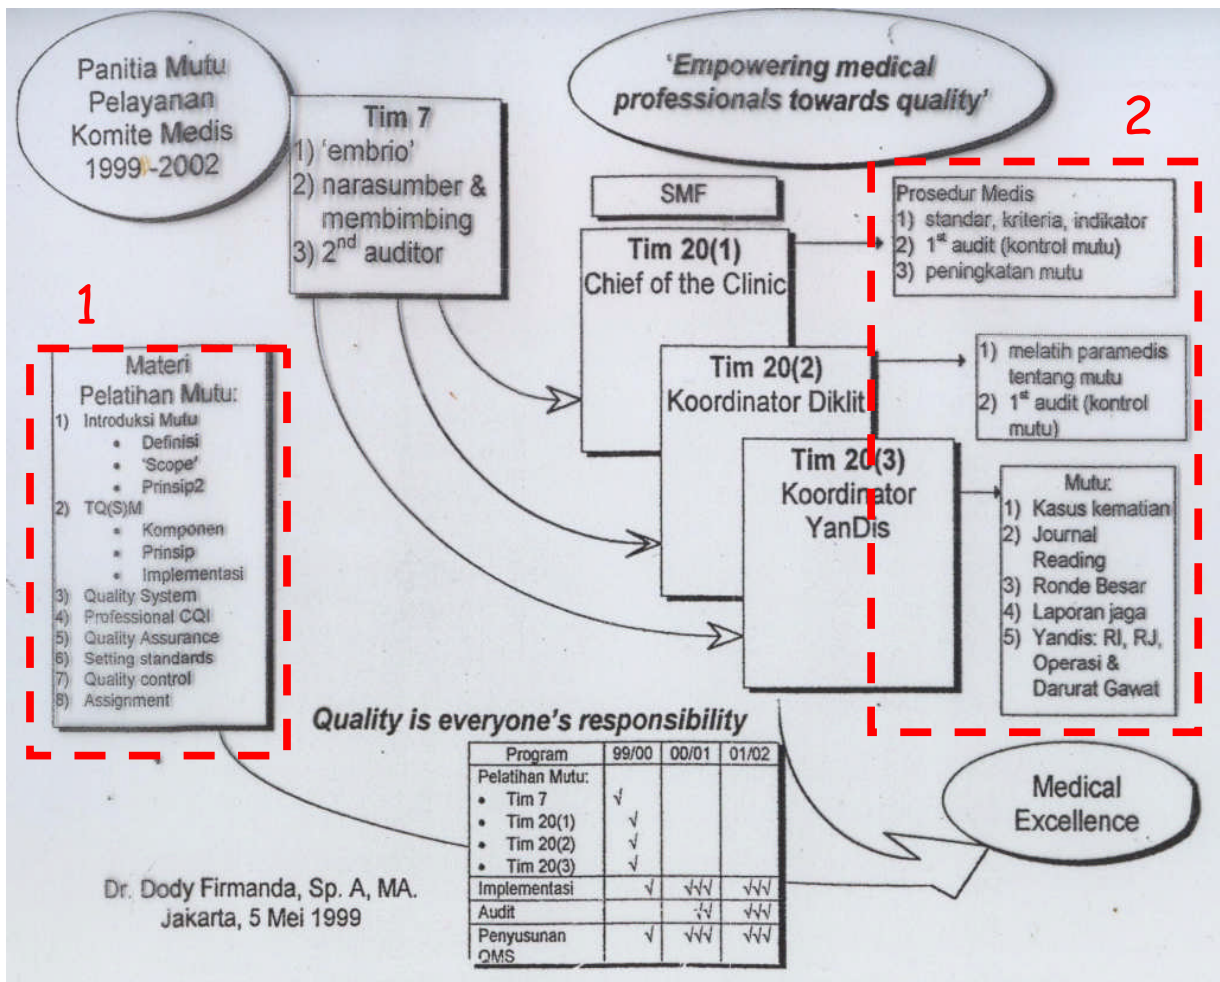 Panitia Mutu
Pelayanan
Komite Medis
1999 -2002
Tim 7
1) 'embrio'
2) narasumber &
membimbing
3) 2nd auditor
'Empowering medical
professionals towards quality'
2
SMF
Tim 20(1)
Chief of the Clinic
Prosedur Medis
1) standar, kriteria, indikator
2) 1st audit (kontrol mutu)
3) peningkatan mutu
Tim 20(2)
Koordinator Diklit
1) melatih paramedis
tentang mutu
2) 1st audit (kontrol
mutu)
Tim 20(3)
Koordinator
YanDis
Mutu:
1) Kasus kematian
2) Journal
Reading
3) Ronde Besar
4) Laporan jaga
5) Yandis: RI, RJ,
Operasi &
Darurat Gawat
1
Materi
Pelatihan Mutu:
1) Introduksi Mutu
• Definisi
• 'Scope'
• Prinsip2
2) TQ(S)M
• Komponen
• Prinsip
• Implementasi
3) Quality System
4) Professional CQI
5) Quality Assurance
6) Setting standards
7) Quality control
8) Assignment
Quality is everyone's responsibility
Program 99/00 00/01 01/02
Pelatihan Mutu:
• Tim 7 √
• Tim 20(1) √
• Tim 20(2) √
• Tim 20(3) √
Implementasi √ √√√ √√√
Audit √√ √√√
Penyusunan √ √√√ √√√
QMS
Medical
Excellence
Dr. Dody Firmanda, Sp. A, MA.
Jakarta, 5 Mei 1999